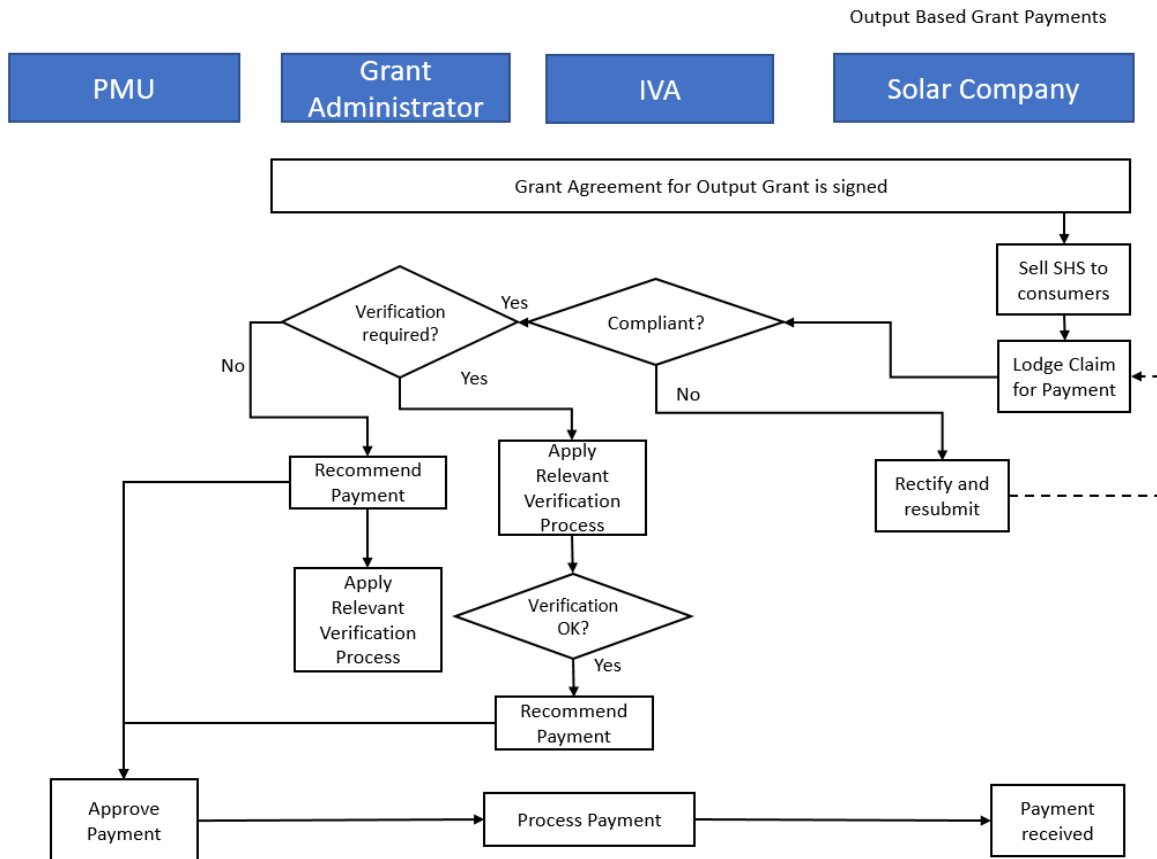 Output Based Grant Payments
PMU
Grant
Administrator
IVA
Solar Company
Grant Agreement for Output Grant is signed
Sell SHS to
consumers
Verification
required?
Yes
Compliant?
Lodge Claim
for Payment
No
Yes
No
Recommend
Payment
Apply
Relevant
Verification
Process
Rectify and
resubmit
Apply
Relevant
Verification
Process
Verification
OK?
Yes
Recommend
Payment
Approve
Payment
Process Payment
Payment
received